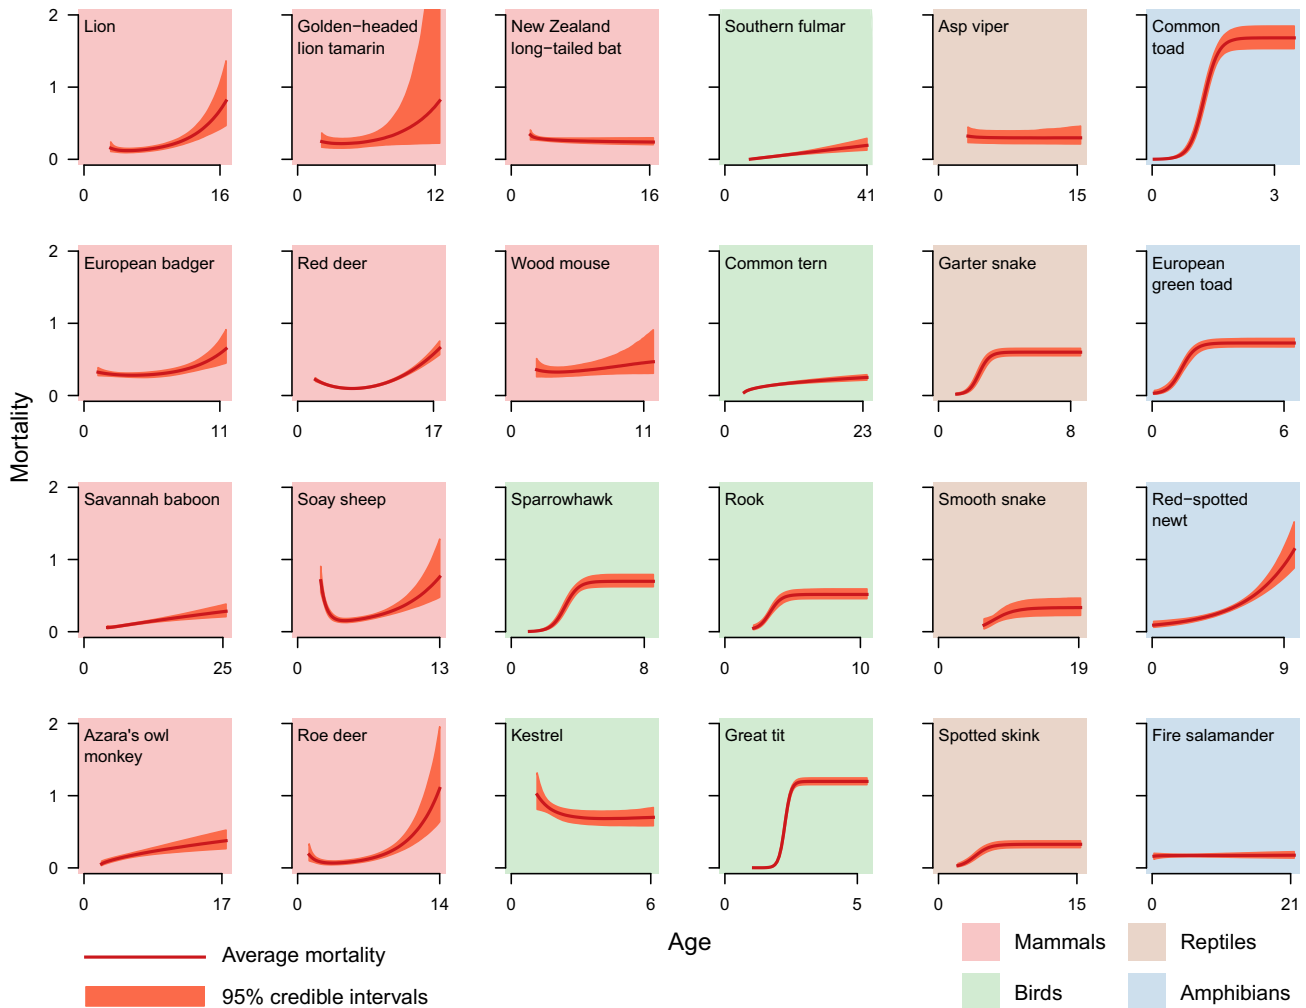 Lion
2
1
0
0
16
Golden-headed
lion tamarin
0
12
New Zealand
long-tailed bat
0
16
Southern fulmar
0
41
Asp viper
0
15
Common
toad
0
3
European badger
2
1
0
0
11
Red deer
0
17
Wood mouse
0
11
Common tern
0
23
Garter snake
0
8
European
green toad
0
6
Mortality
Savannah baboon
2
1
0
0
25
Soay sheep
0
13
Sparrowhawk
0
8
Rook
0
10
Smooth snake
0
19
Red-spotted
newt
0
9
Azara's owl
monkey
2
1
0
0
17
Roe deer
0
14
Kestrel
0
6
Great tit
0
5
Spotted skink
0
15
Fire salamander
0
21
Age
Average mortality
95% credible intervals
Mammals
Birds
Reptiles
Amphibians